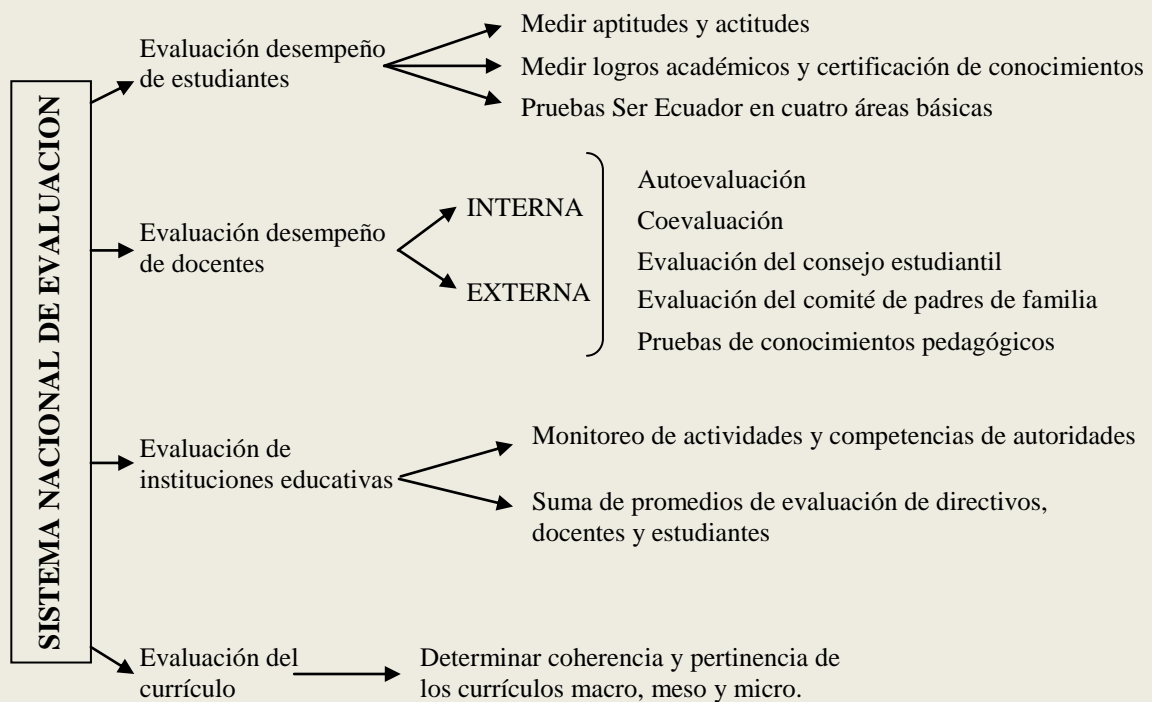 SISTEMA NACIONAL DE EVALUACION
Evaluación desempeño
de estudiantes
Medir aptitudes y actitudes
Medir logros académicos y certificación de conocimientos
Pruebas Ser Ecuador en cuatro áreas básicas
Evaluación desempeño
de docentes
INTERNA
EXTERNA
Autoevaluación
Coevaluación
Evaluación del consejo estudiantil
Evaluación del comité de padres de familia
Pruebas de conocimientos pedagógicos
Evaluación de
instituciones educativas
Monitoreo de actividades y competencias de autoridades
Suma de promedios de evaluación de directivos,
docentes y estudiantes
Evaluación del
currículo
Determinar coherencia y pertinencia de
los currículos macro, meso y micro.